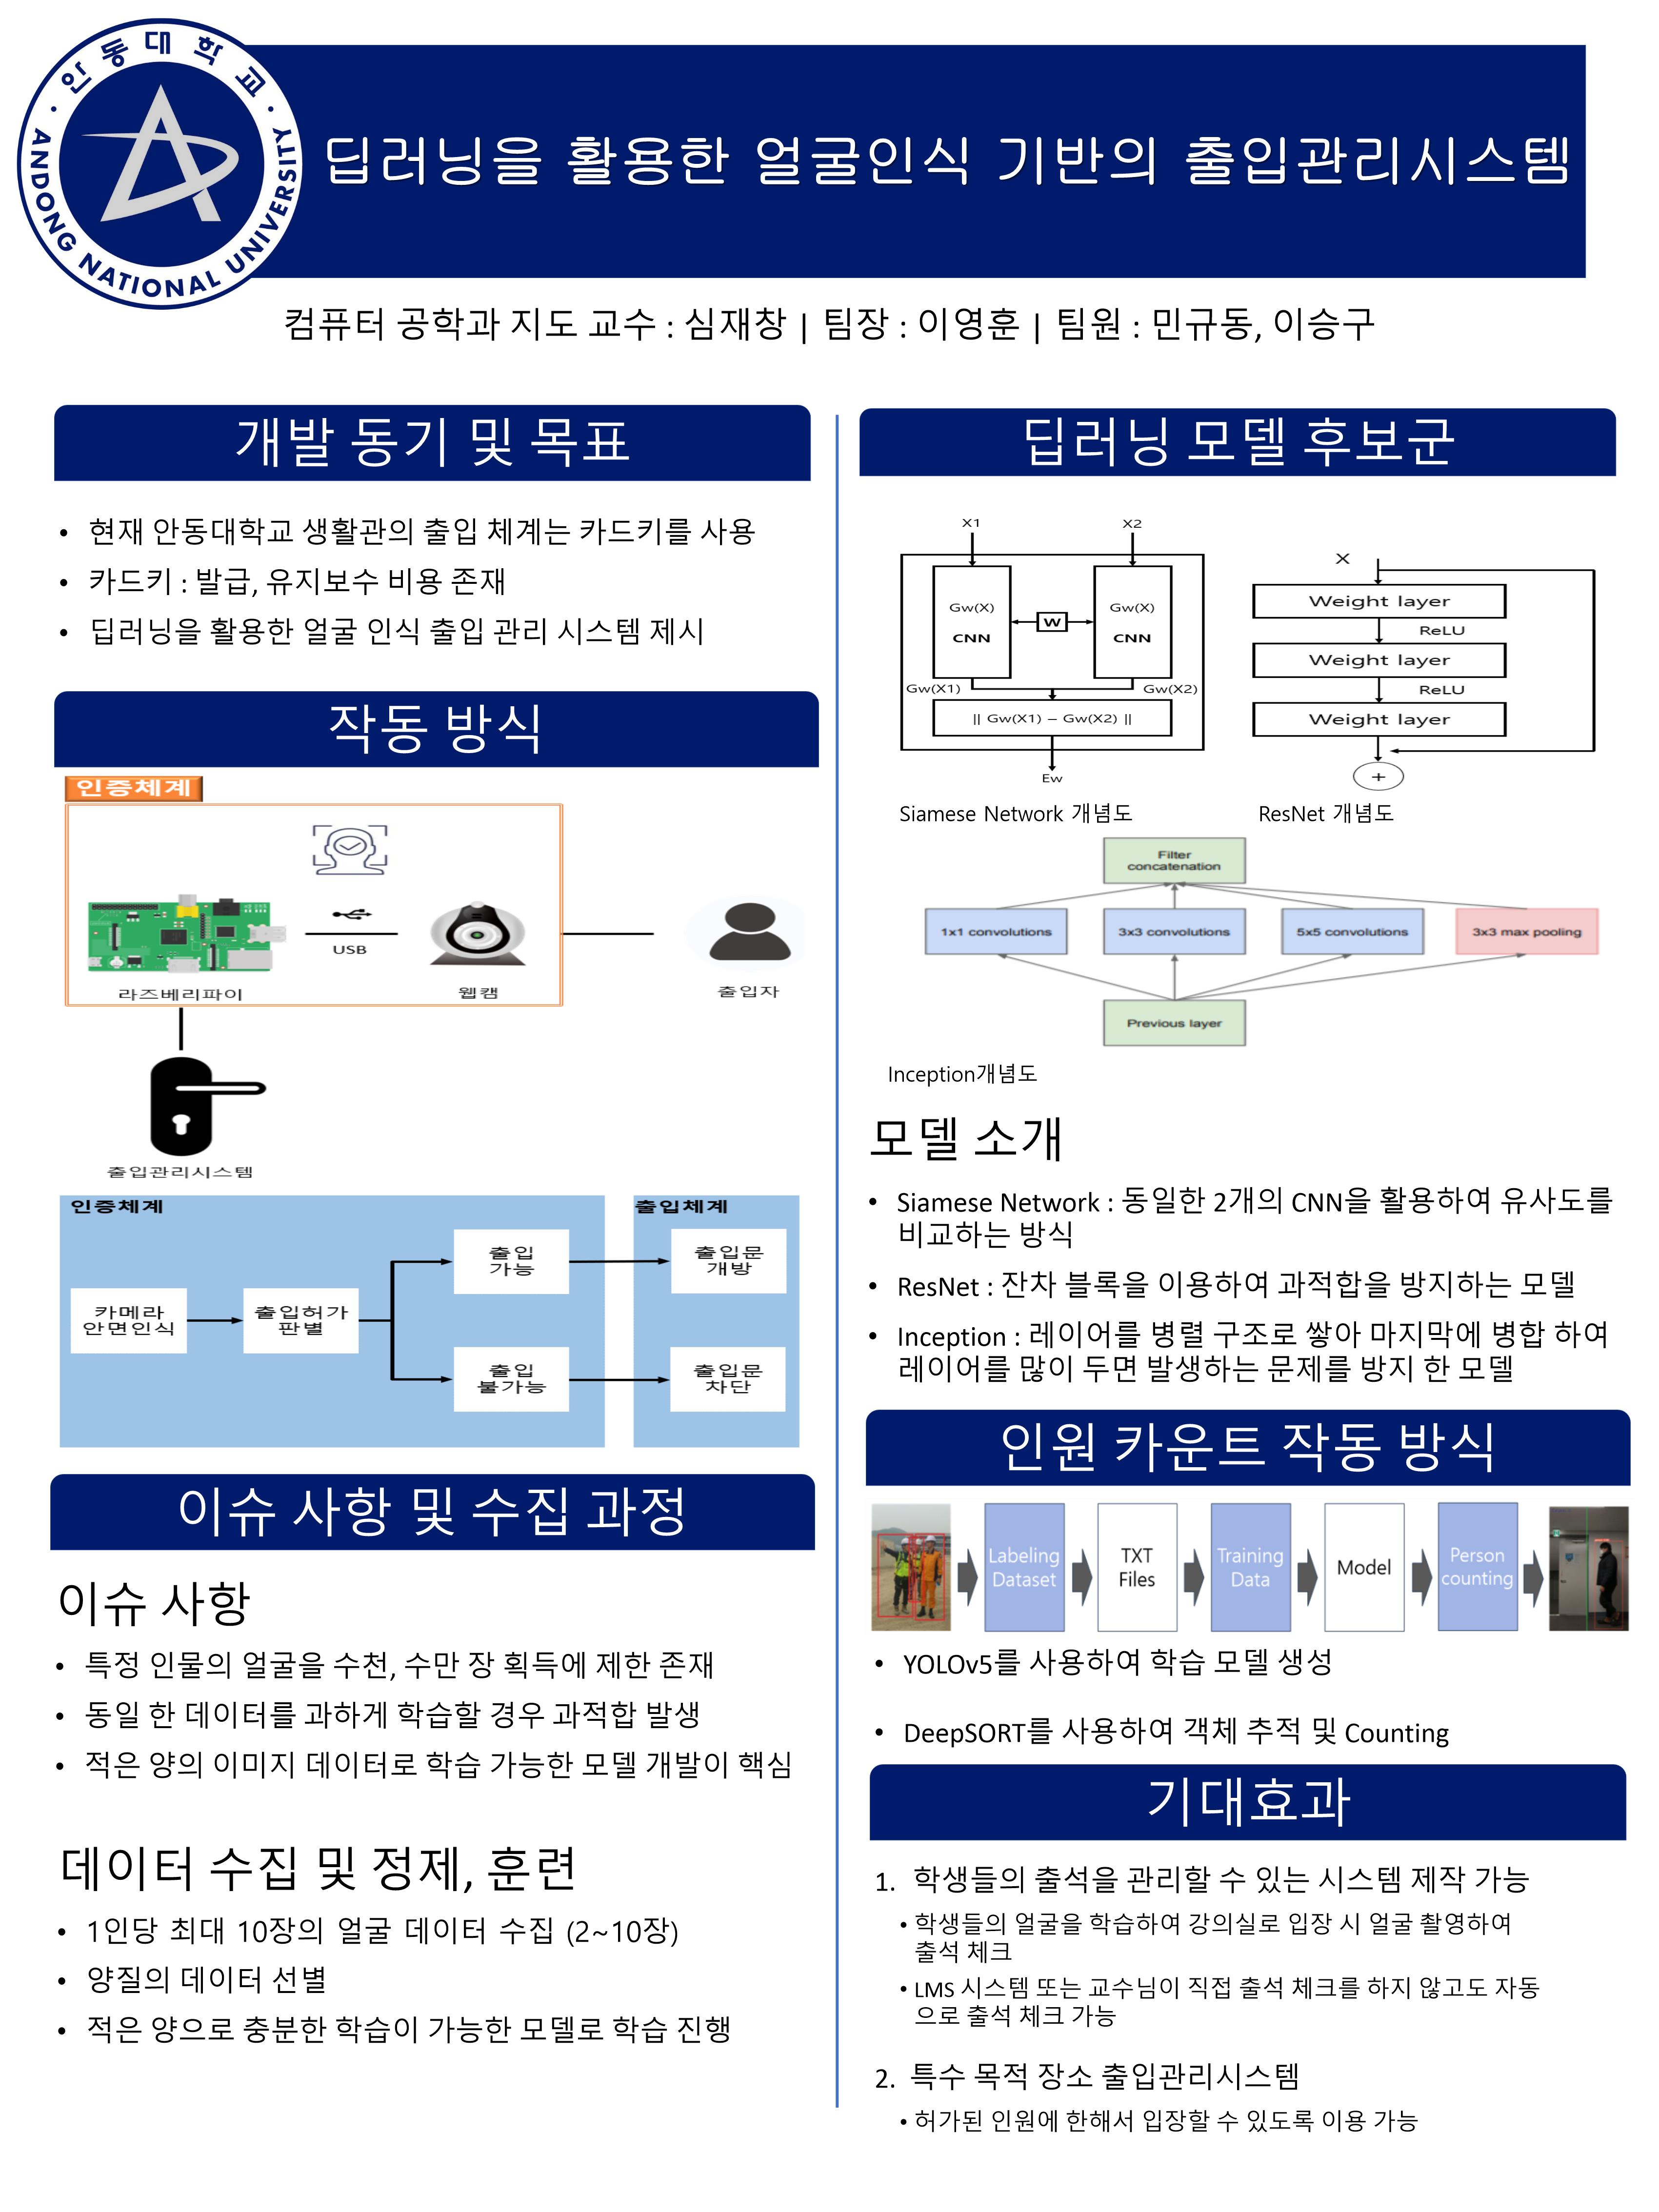 안동대학교
ANDONG NATIONAL UNIVERSITY
딥러닝을 활용한 얼굴인식 기반의 출입관리시스템
컴퓨터 공학과 지도 교수 : 심재창 | 팀장 : 이영훈 | 팀원 : 민규동, 이승구
개발 동기 및 목표
• 현재 안동대학교 생활관의 출입 체계는 카드키를 사용
• 카드키 : 발급, 유지보수 비용 존재
• 딥러닝을 활용한 얼굴 인식 출입 관리 시스템 제시
작동 방식
인증체계
USB
라즈베리파이
웹캠
출입자
출입관리시스템
인증체계
출입체계
카메라
안면인식
출입허가
판별
출입
가능
출입문
개방
출입
불가능
출입문
차단
이슈 사항 및 수집 과정
이슈 사항
• 특정 인물의 얼굴을 수천, 수만 장 획득에 제한 존재
• 동일 한 데이터를 과하게 학습할 경우 과적합 발생
• 적은 양의 이미지 데이터로 학습 가능한 모델 개발이 핵심
데이터 수집 및 정제, 훈련
• 1인당 최대 10장의 얼굴 데이터 수집 (2~10장)
• 양질의 데이터 선별
• 적은 양으로 충분한 학습이 가능한 모델로 학습 진행
딥러닝 모델 후보군
X1
X2
Gw(X)
CNN
W
Gw(X)
CNN
Gw(X1)
Gw(X2)
|| Gw(X1) – Gw(X2) ||
Ew
Siamese Network 개념도
X
Weight layer
ReLU
Weight layer
ReLU
Weight layer
+
ResNet 개념도
Filter
concatenation
1x1 convolutions
3x3 convolutions
5x5 convolutions
3x3 max pooling
Previous layer
Inception개념도
모델 소개
• Siamese Network : 동일한 2개의 CNN을 활용하여 유사도를
비교하는 방식
• ResNet : 잔차 블록을 이용하여 과적합을 방지하는 모델
• Inception : 레이어를 병렬 구조로 쌓아 마지막에 병합 하여
레이어를 많이 두면 발생하는 문제를 방지 한 모델
인원 카운트 작동 방식
Labeling
Dataset
TXT
Files
Training
Data
Model
Person
counting
• YOLOv5를 사용하여 학습 모델 생성
• DeepSORT를 사용하여 객체 추적 및 Counting
기대효과
1. 학생들의 출석을 관리할 수 있는 시스템 제작 가능
• 학생들의 얼굴을 학습하여 강의실로 입장 시 얼굴 촬영하여
출석 체크
• LMS 시스템 또는 교수님이 직접 출석 체크를 하지 않고도 자동
으로 출석 체크 가능
2. 특수 목적 장소 출입관리시스템
• 허가된 인원에 한해서 입장할 수 있도록 이용 가능